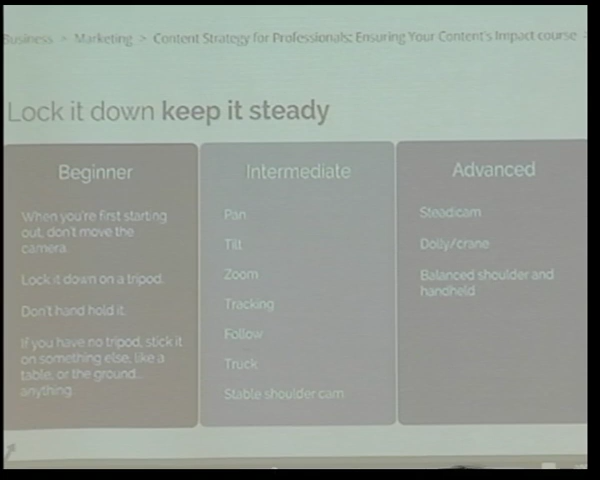 Business > Marketing > Content Strategy for Professionals: Ensuring Your Content's Impact course
Lock it down keep it steady
Beginner
When you're first starting
out, don't move the
camera.
Lock it down on a tripod.
Don't hand hold it.
If you have no tripod, stick it
on something else, like a
table, or the ground...
anything.
Intermediate
Pan
Tilt
Zoom
Tracking
Follow
Truck
Stable shoulder cam
Advanced
Steadicam
Dolly/crane
Balanced shoulder and
handheld